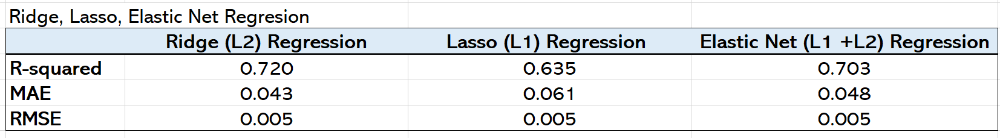 Ridge, Lasso, Elastic Net Regresion
Ridge (L2) Regression Lasso (L1) Regression Elastic Net (L1 +L2) Regression
R-squared 0.720 0.635 0.703
MAE 0.043 0.061 0.048
RMSE 0.005 0.005 0.005